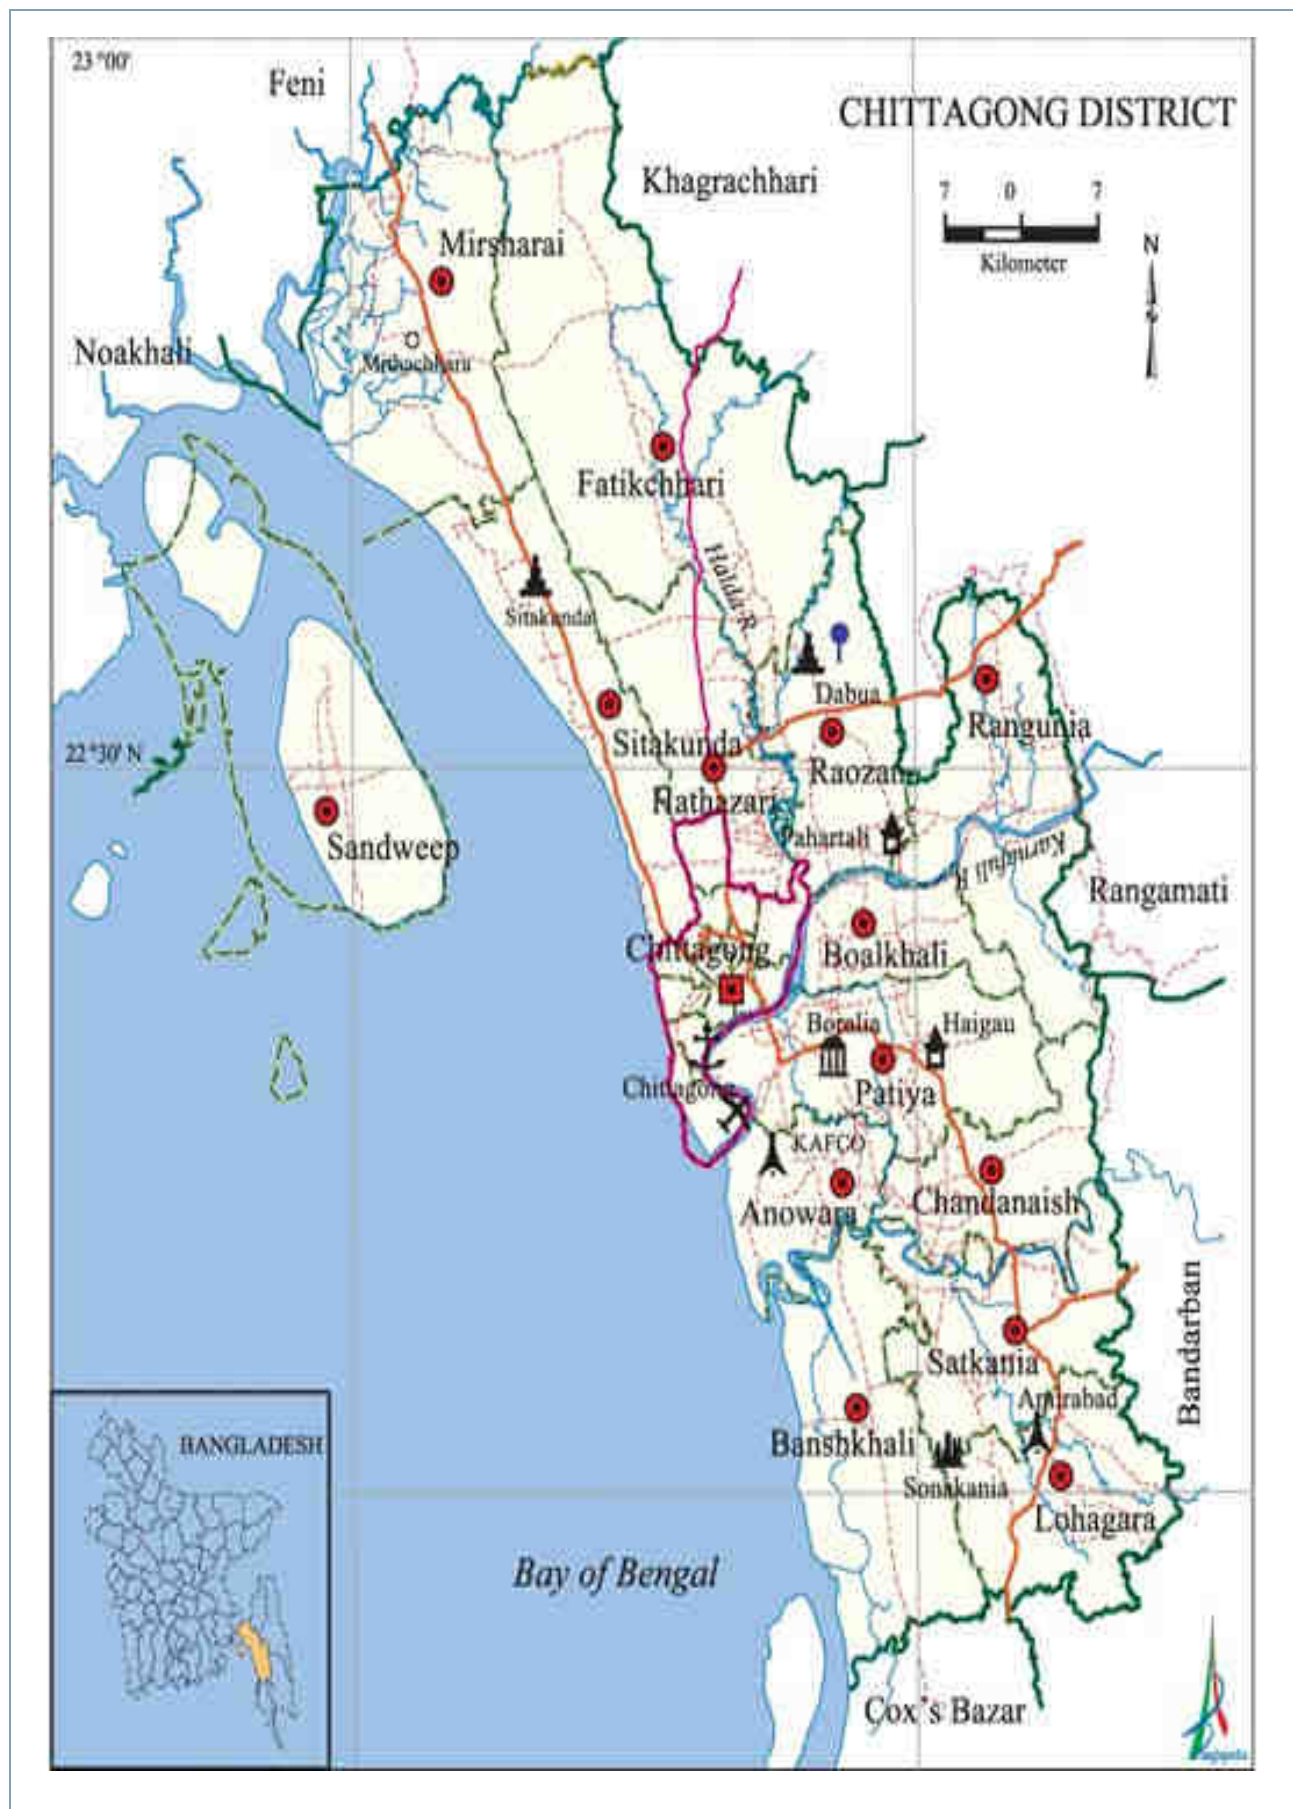 23 °00'
Feni
CHITTAGONG DISTRICT
Khagrachhari
7 0 7
Kilometer
N
Mirsharai
Noakhali
Mithachhara
Fatikchhari
Halda R.
Sitakunda
Dabua
Rangunia
22 °30' N
Sitakunda
Raozan
Hathazari
Pahartali
Sandweep
Karnafuli R
Rangamati
Chittagong
Boalkhali
Boralia
Haigau
Chittagong
Patiya
KAFCO
Anowara
Chandanaish
Bandarban
Satkania
Amirabad
BANGLADESH
Banshkhali
Sonakania
Lohagara
Bay of Bengal
Cox's Bazar